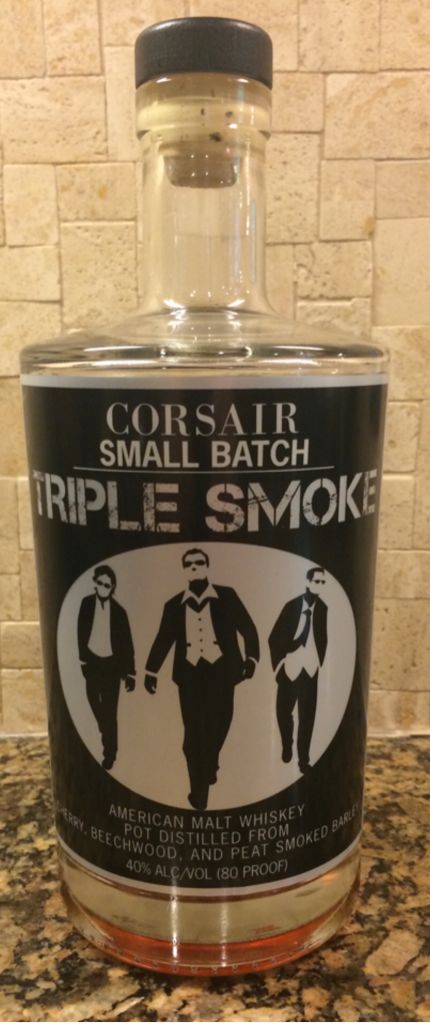 CORSAIR
SMALL BATCH
TRIPLE SMOKE
AMERICAN MALT WHISKEY
POT DISTILLED FROM
CHERRY, BEECHWOOD, AND PEAT SMOKED BARLEY
40% ALC/VOL (80 PROOF)